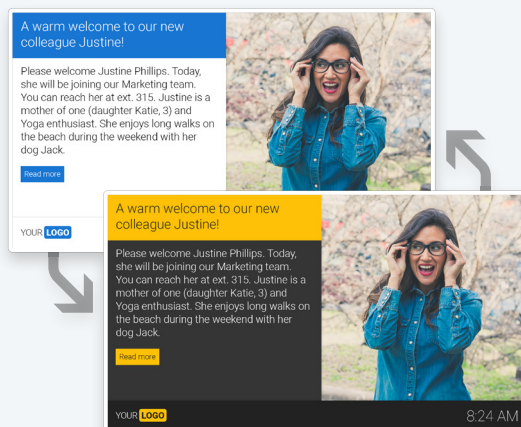 A warm welcome to our new
colleague Justine!
Please welcome Justine Phillips. Today,
she will be joining our Marketing team.
You can reach her at ext. 315. Justine is a
mother of one (daughter Katie, 3) and
Yoga enthusiast. She enjoys long walks on
the beach during the weekend with her
dog Jack.
Read more
YOUR LOGO
A warm welcome to our new
colleague Justine!
Please welcome Justine Phillips. Today,
she will be joining our Marketing team.
You can reach her at ext. 315. Justine is a
mother of one (daughter Katie, 3) and
Yoga enthusiast. She enjoys long walks on
the beach during the weekend with her
dog Jack.
Read more
YOUR LOGO
8:24 AM